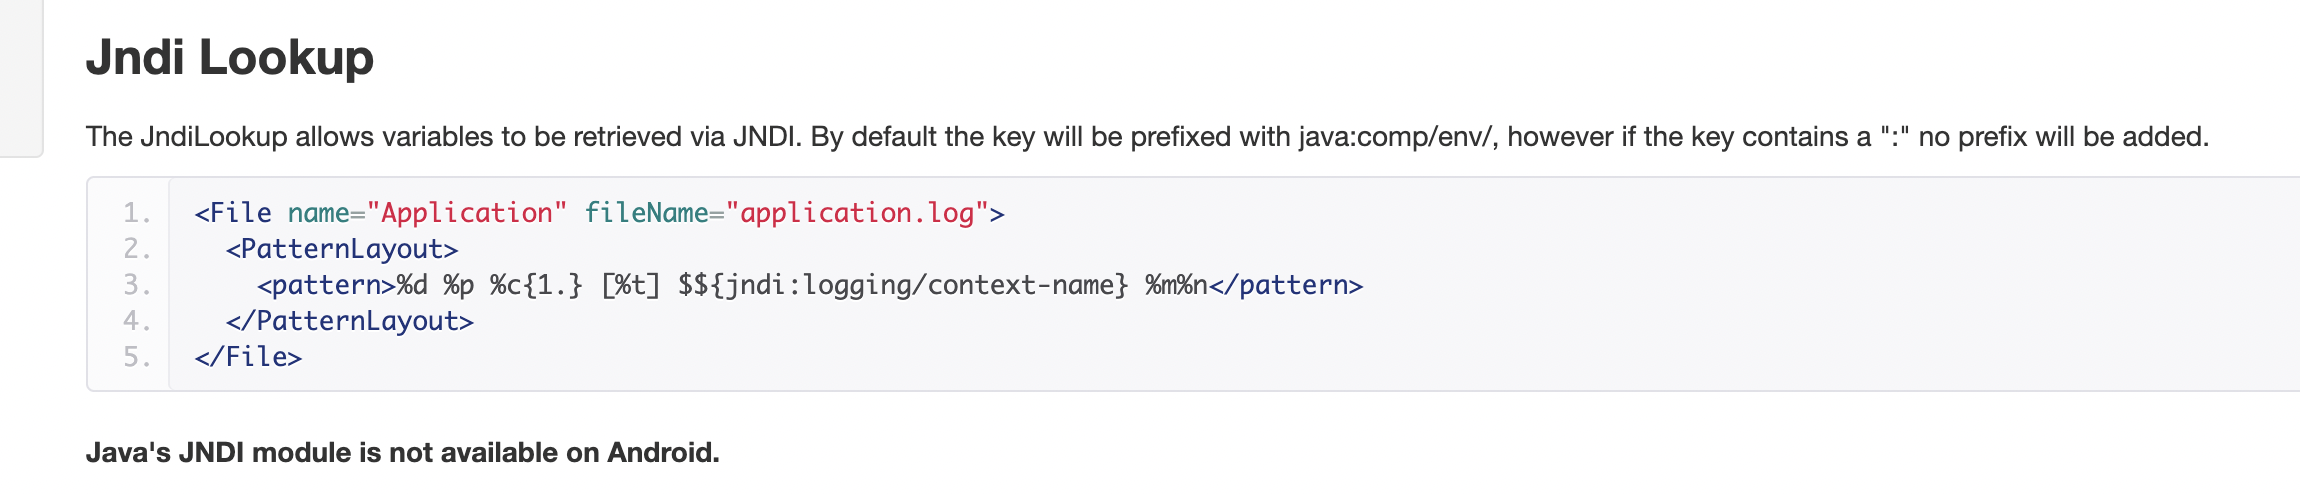 Jndi Lookup
The JndiLookup allows variables to be retrieved via JNDI. By default the key will be prefixed with java:comp/env/, however if the key contains a ":" no prefix will be added.
1. <File name="Application" fileName="application.log">
2.   <PatternLayout>
3.     <pattern>%d %p %c{1.} [%t] $${jndi:logging/context-name} %m%n</pattern>
4.   </PatternLayout>
5. </File>
Java's JNDI module is not available on Android.